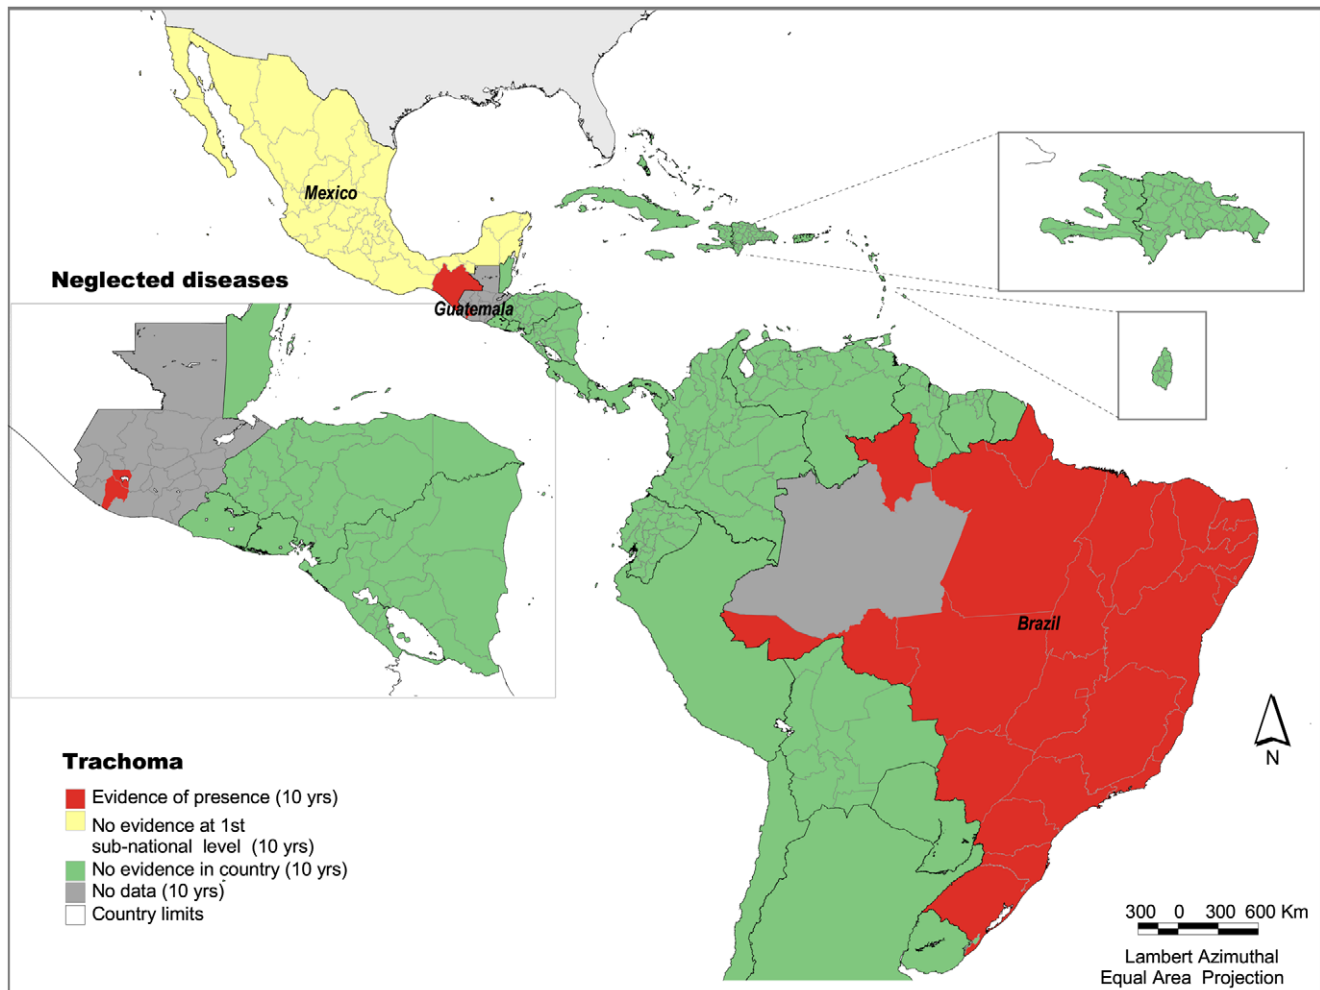 Mexico
Neglected diseases
Guatemala
Brazil
N
Trachoma
Evidence of presence (10 yrs)
No evidence at 1st
sub-national level (10 yrs)
No evidence in country (10 yrs)
No data (10 yrs)
Country limits
300 0 300 600 Km
Lambert Azimuthal
Equal Area Projection